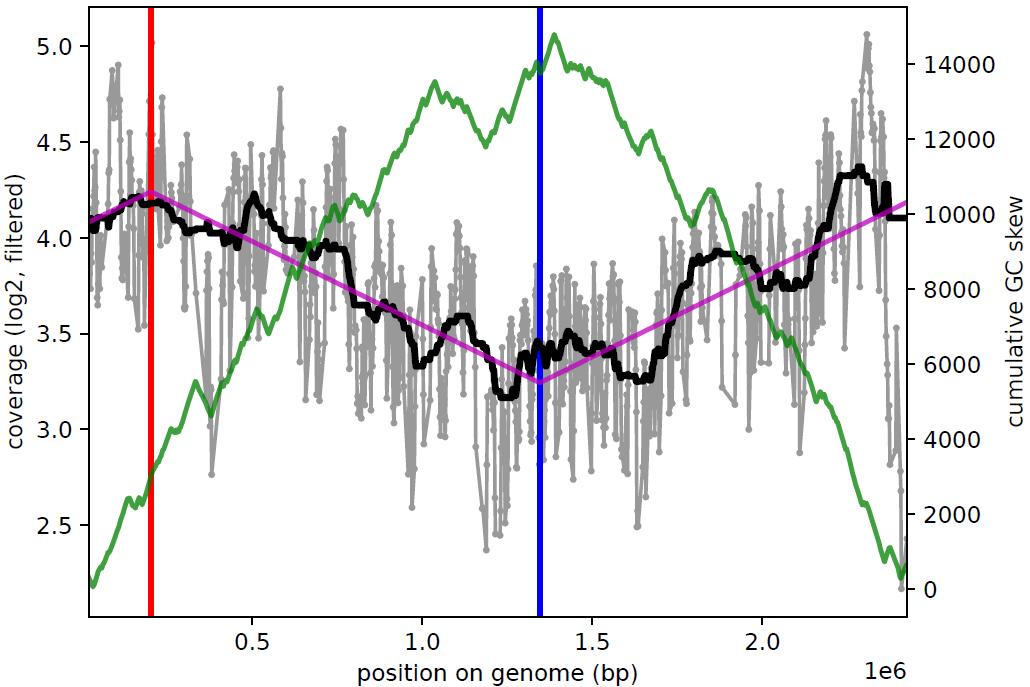 5.0
4.5
4.0
3.5
3.0
2.5
coverage (log2, filtered)
14000
12000
10000
8000
6000
4000
2000
0
cumulative GC skew
0.5 1.0 1.5 2.0
position on genome (bp)
1e6